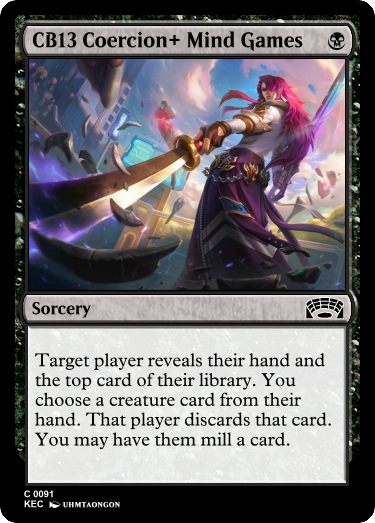 CB13 Coercion+ Mind Games
Sorcery
Target player reveals their hand and
the top card of their library. You
choose a creature card from their
hand. That player discards that card.
You may have them mill a card.
C 0091
KEC UHMTAONGON